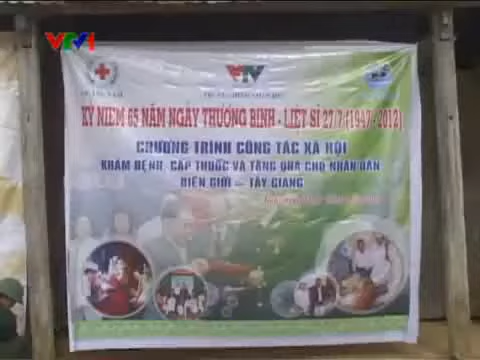 VTV1
VTV
KỶ NIỆM 65 NĂM NGÀY THƯƠNG BINH - LIỆT SĨ 27/7 (1947 - 2012)
CHƯƠNG TRÌNH CÔNG TÁC XÃ HỘI
KHÁM BỆNH, CẤP THUỐC VÀ TẶNG QUÀ CHO NHÂN DÂN
BIÊN GIỚI - TÂY GIANG